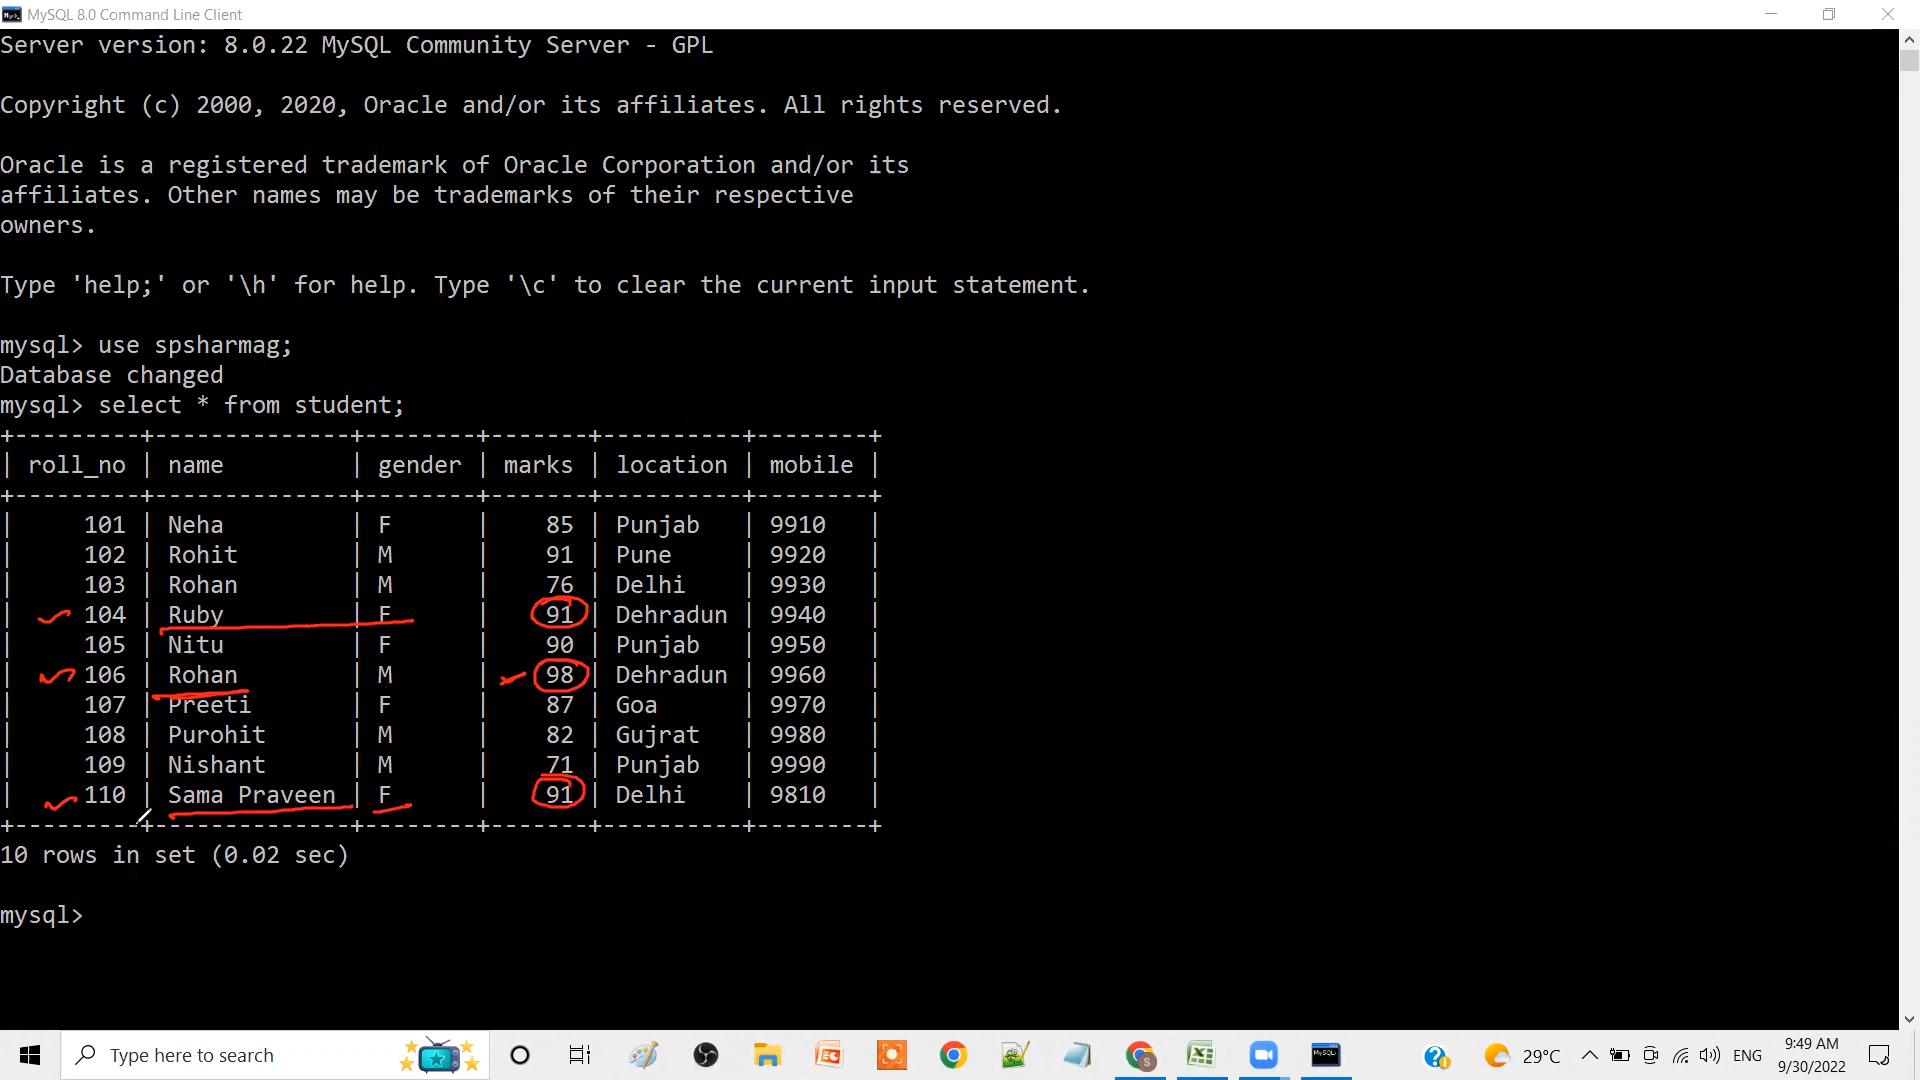 MySQL 8.0 Command Line Client
Server version: 8.0.22 MySQL Community Server - GPL
Copyright (c) 2000, 2020, Oracle and/or its affiliates. All rights reserved.
Oracle is a registered trademark of Oracle Corporation and/or its
affiliates. Other names may be trademarks of their respective
owners.
Type 'help;' or '\h' for help. Type '\c' to clear the current input statement.
mysql> use spsharmag;
Database changed
mysql> select * from student;
+---------+--------------+--------+-------+----------+--------+
| roll_no | name         | gender | marks | location | mobile |
+---------+--------------+--------+-------+----------+--------+
|     101 | Neha         | F      |    85 | Punjab   | 9910   |
|     102 | Rohit        | M      |    91 | Pune     | 9920   |
|     103 | Rohan        | M      |    76 | Delhi    | 9930   |
|     104 | Ruby         | F      |    91 | Dehradun | 9940   |
|     105 | Nitu         | F      |    90 | Punjab   | 9950   |
|     106 | Rohan        | M      |    98 | Dehradun | 9960   |
|     107 | Preeti       | F      |    87 | Goa      | 9970   |
|     108 | Purohit      | M      |    82 | Gujrat   | 9980   |
|     109 | Nishant      | M      |    71 | Punjab   | 9990   |
|     110 | Sama Praveen | F      |    91 | Delhi    | 9810   |
+---------+--------------+--------+-------+----------+--------+
10 rows in set (0.02 sec)
mysql>
Type here to search
29°C
ENG
9:49 AM
9/30/2022